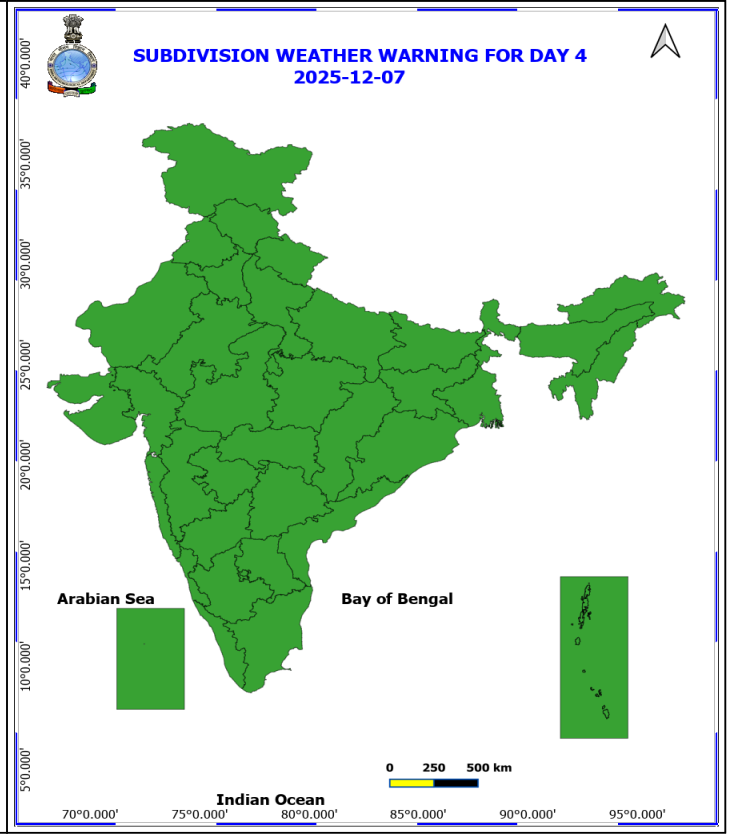 SUBDIVISION WEATHER WARNING FOR DAY 4
2025-12-07
40°0.000'
35°0.000'
30°0.000'
25°0.000'
20°0.000'
15°0.000'
10°0.000'
5°0.000'
Arabian Sea
Bay of Bengal
0 250 500 km
Indian Ocean
70°0.000' 75°0.000' 80°0.000' 85°0.000' 90°0.000' 95°0.000'